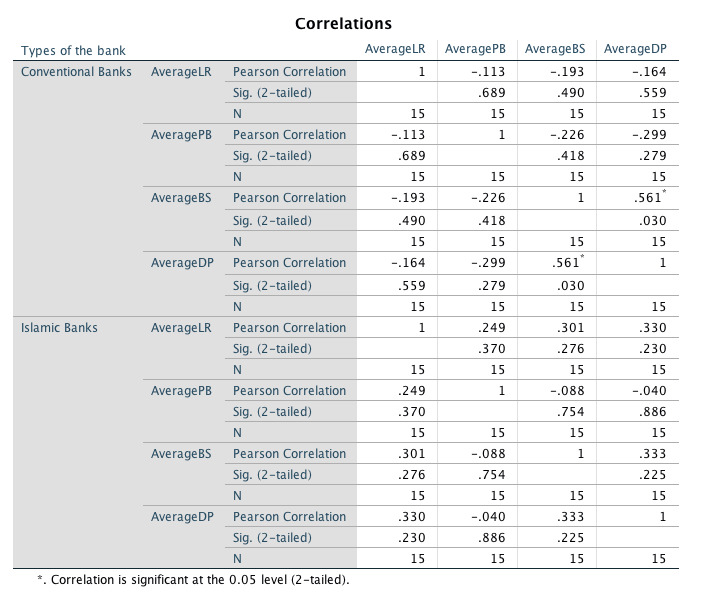 Correlations
Types of the bank AverageLR AveragePB AverageBS AverageDP
Conventional Banks AverageLR Pearson Correlation 1 -.113 -.193 -.164
Sig. (2-tailed) .689 .490 .559
N 15 15 15 15
AveragePB Pearson Correlation -.113 1 -.226 -.299
Sig. (2-tailed) .689 .418 .279
N 15 15 15 15
AverageBS Pearson Correlation -.193 -.226 1 .561*
Sig. (2-tailed) .490 .418 .030
N 15 15 15 15
AverageDP Pearson Correlation -.164 -.299 .561* 1
Sig. (2-tailed) .559 .279 .030
N 15 15 15 15
Islamic Banks AverageLR Pearson Correlation 1 .249 .301 .330
Sig. (2-tailed) .370 .276 .230
N 15 15 15 15
AveragePB Pearson Correlation .249 1 -.088 -.040
Sig. (2-tailed) .370 .754 .886
N 15 15 15 15
AverageBS Pearson Correlation .301 -.088 1 .333
Sig. (2-tailed) .276 .754 .225
N 15 15 15 15
AverageDP Pearson Correlation .330 -.040 .333 1
Sig. (2-tailed) .230 .886 .225
N 15 15 15 15
*. Correlation is significant at the 0.05 level (2-tailed).